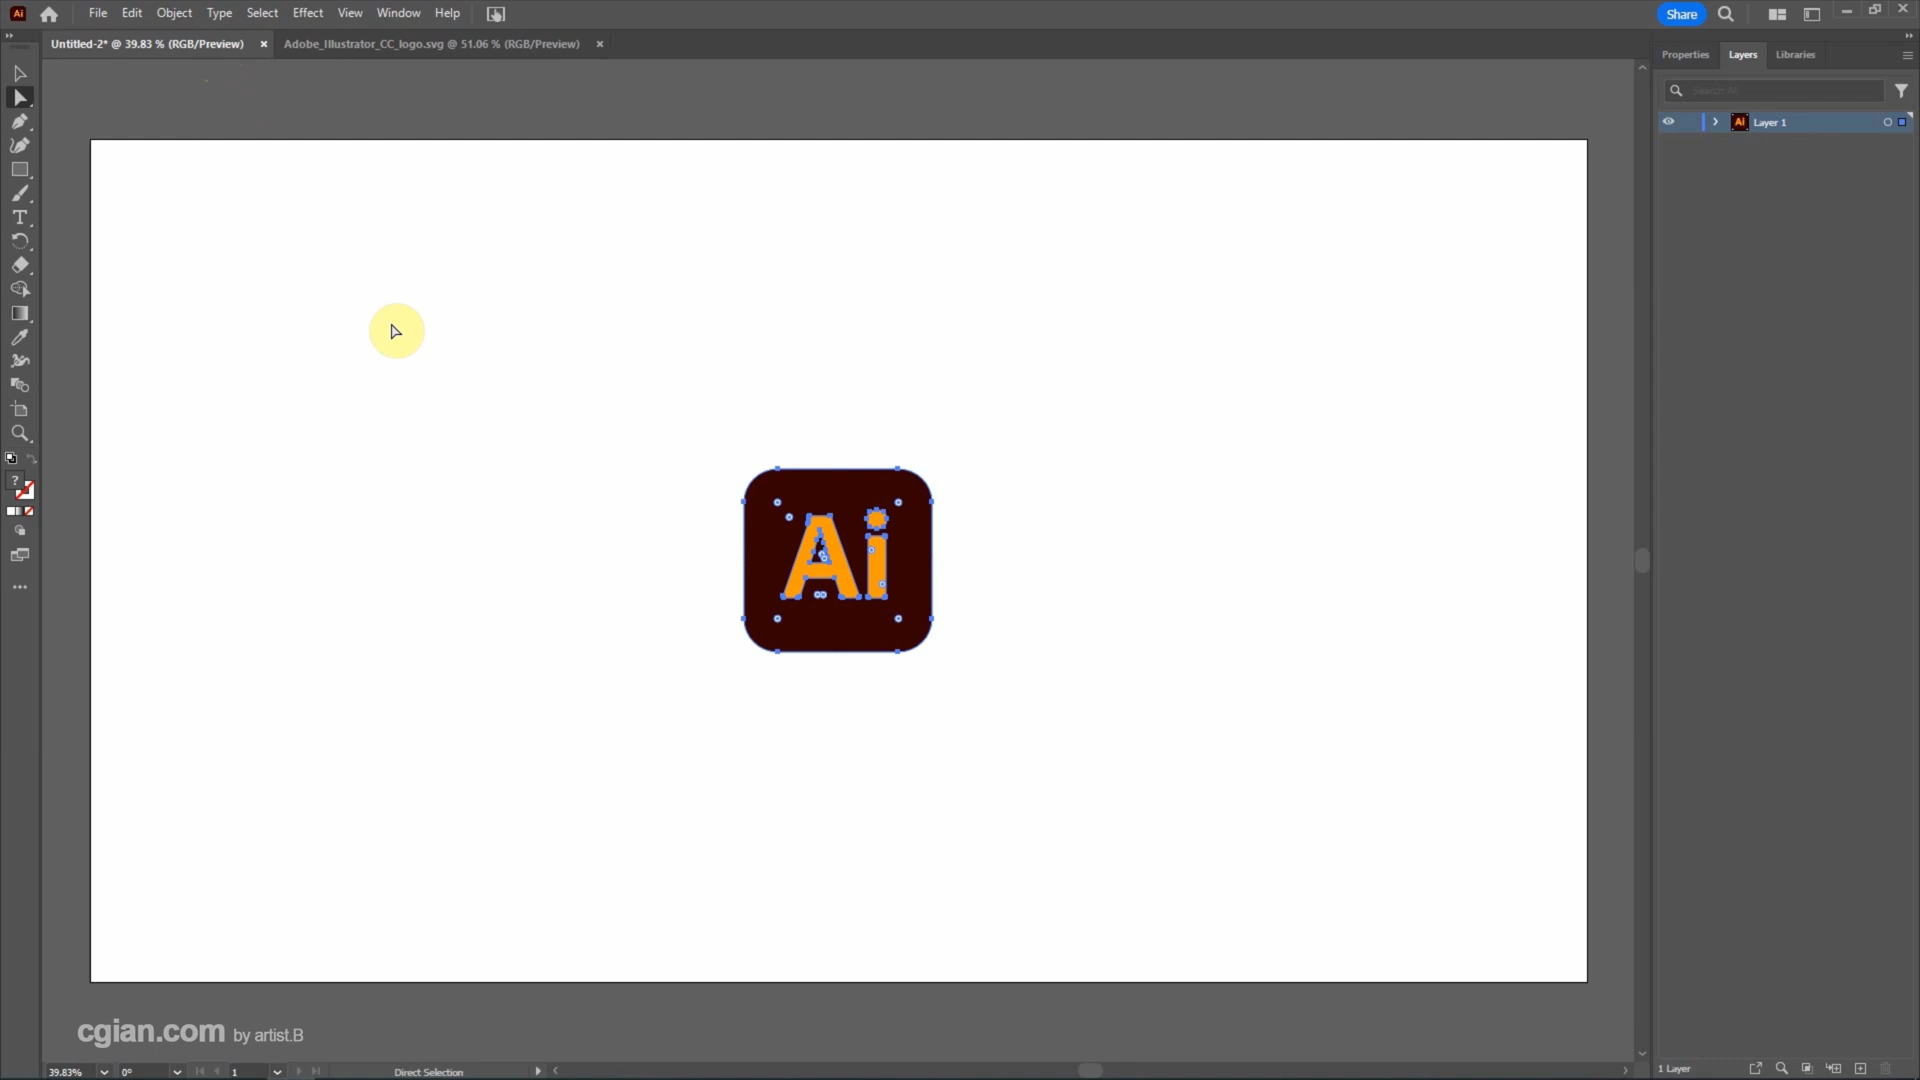 Ai File Edit Object Type Select Effect View Window Help Share
Untitled-2* @ 39.83 % (RGB/Preview) × Adobe_Illustrator_CC_logo.svg @ 51.06 % (RGB/Preview) ×
Properties Layers Libraries
Search All
Ai Layer 1
T
?
Ai
cgian.com by artist.B
39.83% 0° 1 Direct Selection
1 Layer